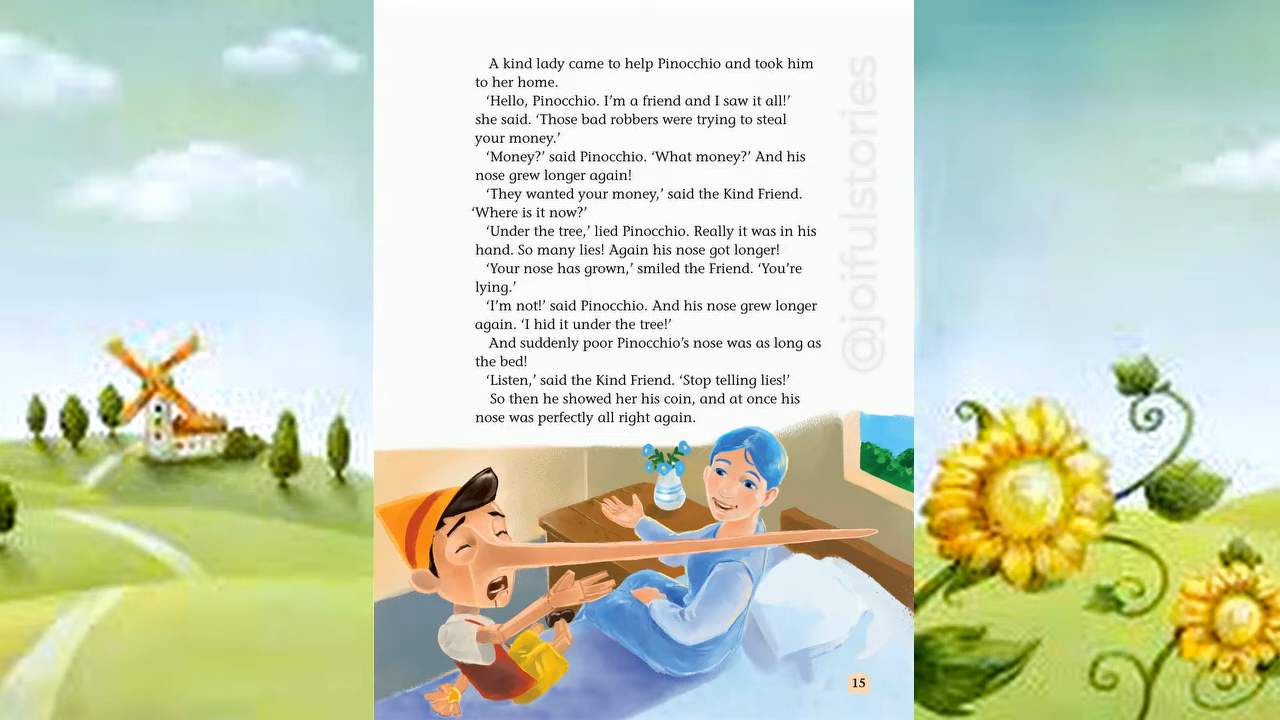 A kind lady came to help Pinocchio and took him
to her home.
‘Hello, Pinocchio. I’m a friend and I saw it all!’
she said. ‘Those bad robbers were trying to steal
your money.’
‘Money?’ said Pinocchio. ‘What money?’ And his
nose grew longer again!
‘They wanted your money,’ said the Kind Friend.
‘Where is it now?’
‘Under the tree,’ lied Pinocchio. Really it was in his
hand. So many lies! Again his nose got longer!
‘Your nose has grown,’ smiled the Friend. ‘You’re
lying.’
‘I’m not!’ said Pinocchio. And his nose grew longer
again. ‘I hid it under the tree!’
And suddenly poor Pinocchio’s nose was as long as
the bed!
‘Listen,’ said the Kind Friend. ‘Stop telling lies!’
So then he showed her his coin, and at once his
nose was perfectly all right again.
@joifulstories
15